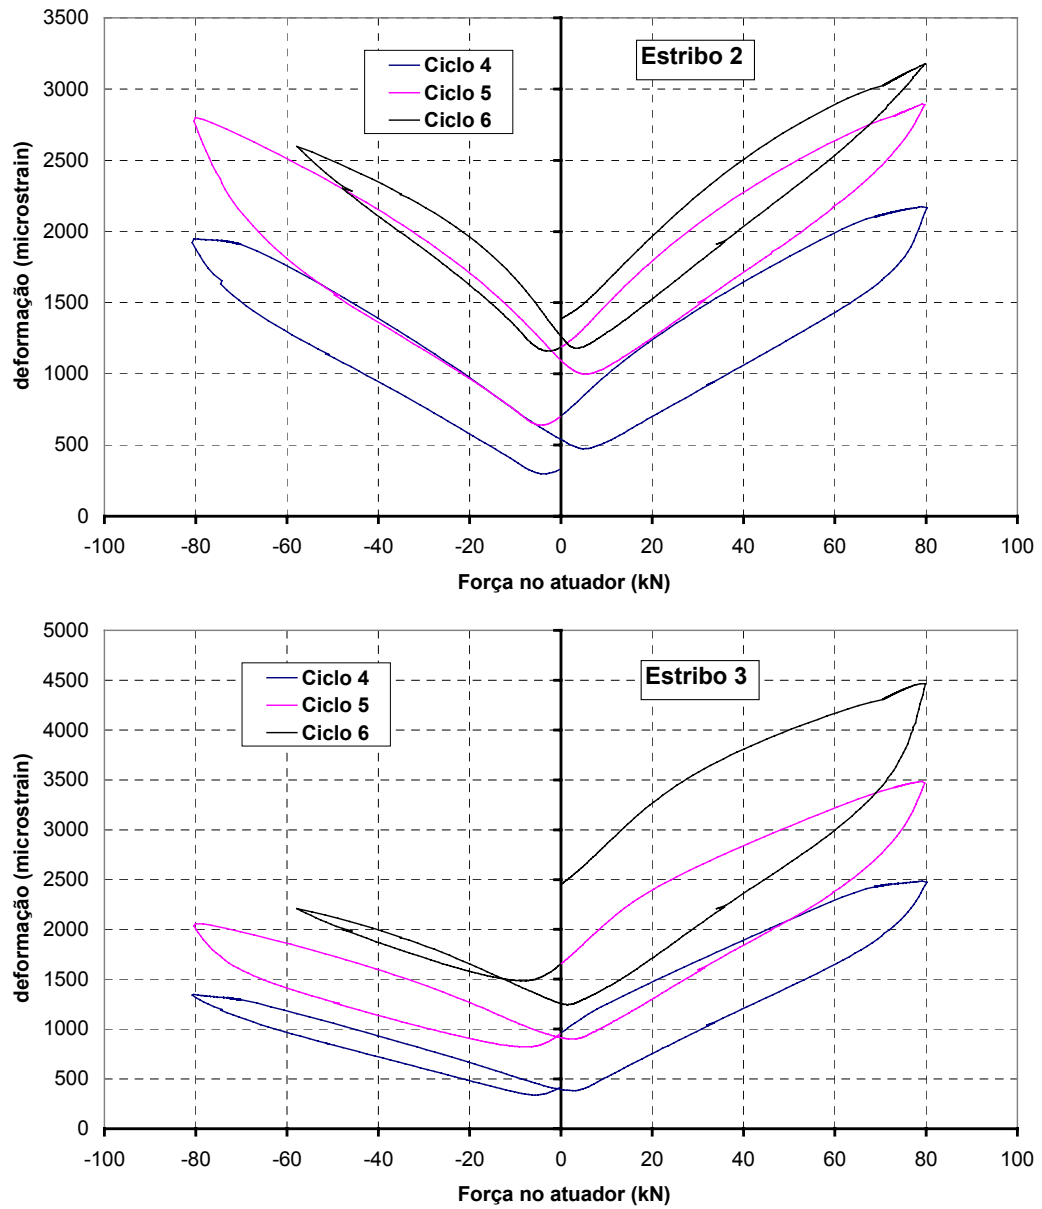 3500
3000
2500
2000
1500
1000
500
0
deformação (microstrain)
Ciclo 4
Ciclo 5
Ciclo 6
Estribo 2
-100 -80 -60 -40 -20 0 20 40 60 80 100
Força no atuador (kN)
5000
4500
4000
3500
3000
2500
2000
1500
1000
500
0
deformação (microstrain)
Ciclo 4
Ciclo 5
Ciclo 6
Estribo 3
-100 -80 -60 -40 -20 0 20 40 60 80 100
Força no atuador (kN)